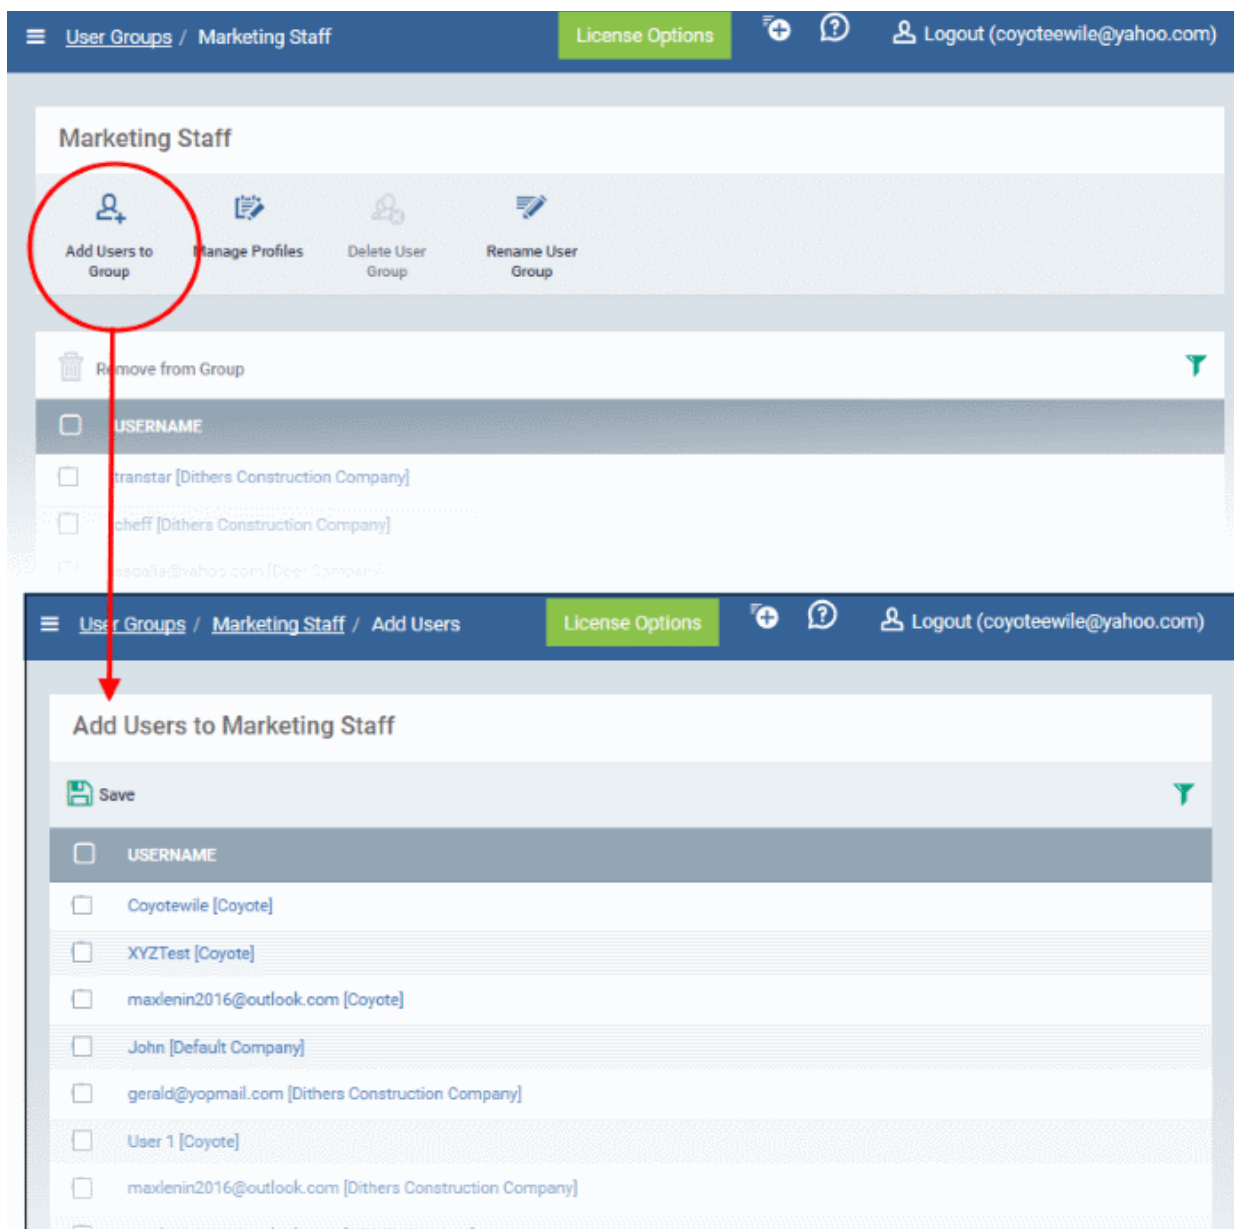 User Groups / Marketing Staff
License Options
Logout (coyoteewile@yahoo.com)
Marketing Staff
Add Users to Group
Manage Profiles
Delete User Group
Rename User Group
Remove from Group
USERNAME
transtar [Dithers Construction Company]
cheff [Dithers Construction Company]
User Groups / Marketing Staff / Add Users
License Options
Logout (coyoteewile@yahoo.com)
Add Users to Marketing Staff
Save
USERNAME
Coyotewile [Coyote]
XYZTest [Coyote]
maxlenin2016@outlook.com [Coyote]
John [Default Company]
gerald@yopmail.com [Dithers Construction Company]
User 1 [Coyote]
maxlenin2016@outlook.com [Dithers Construction Company]